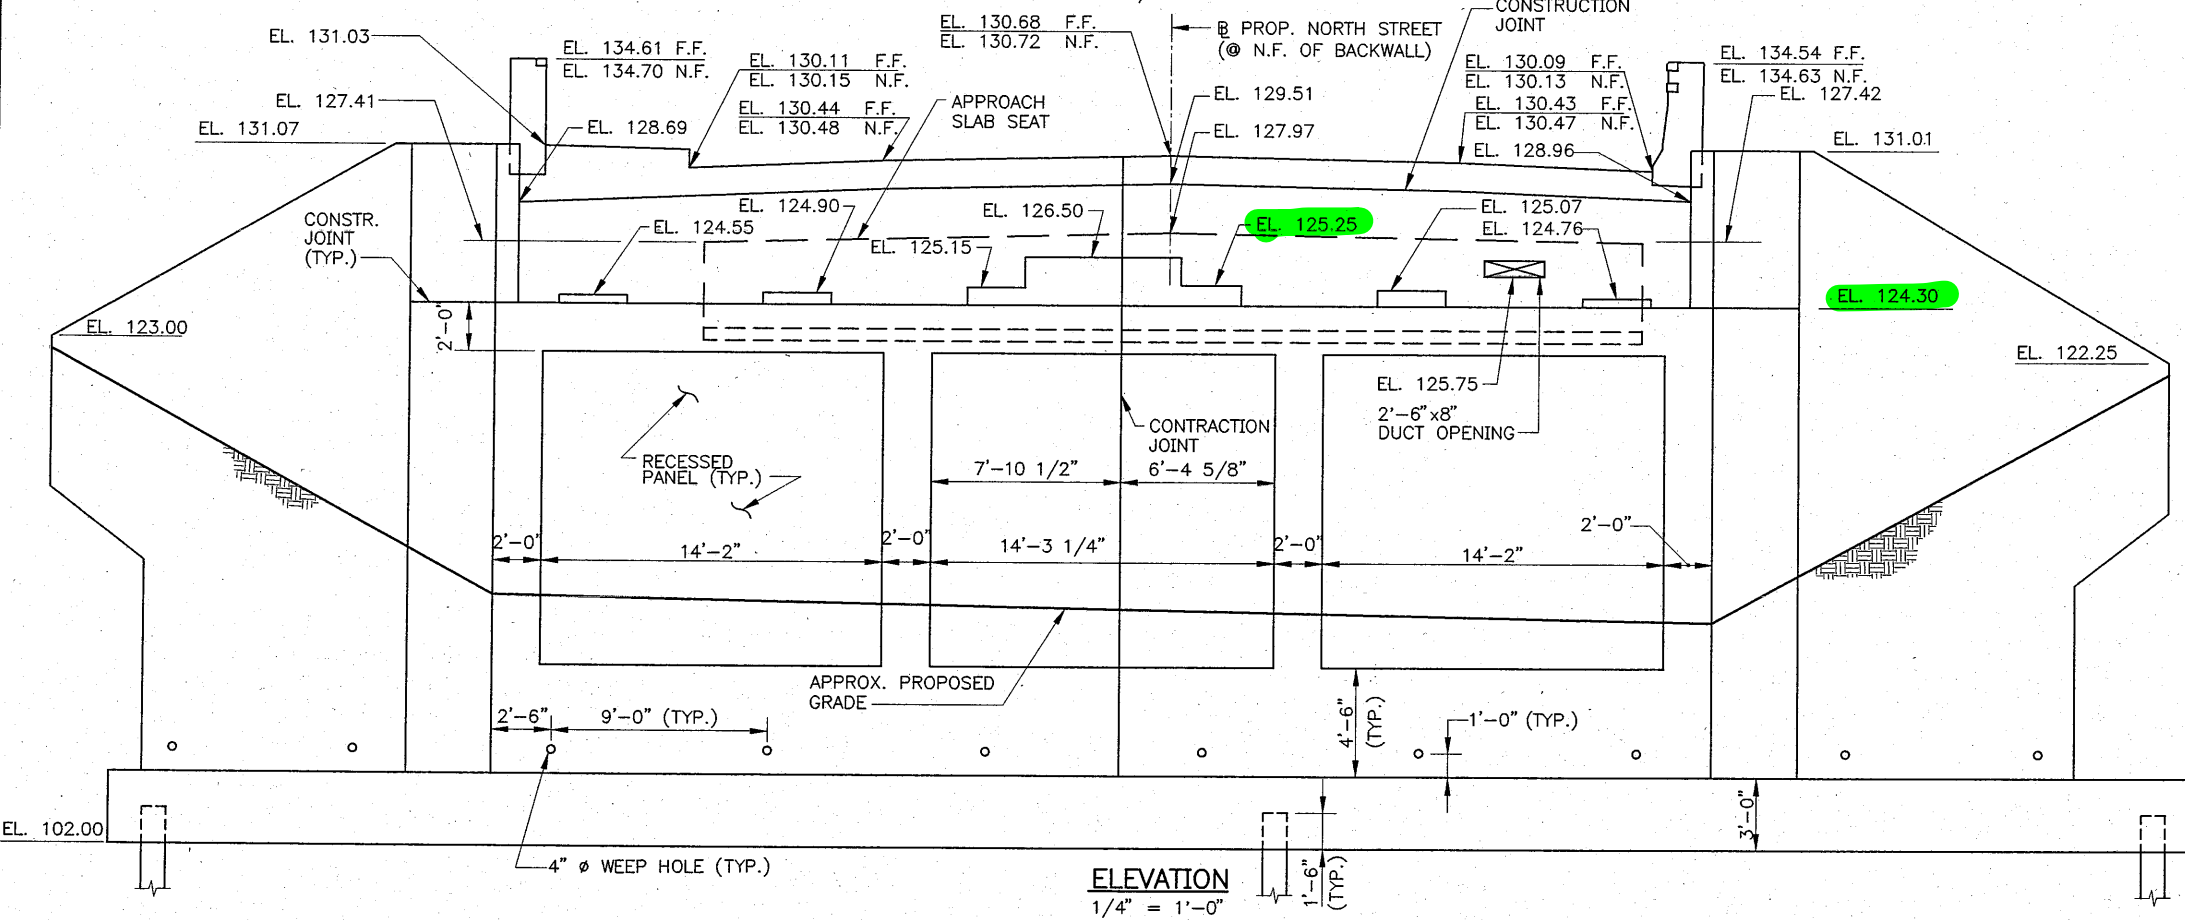 CONSTRUCTION
JOINT
EL. 130.68 F.F.
EL. 130.72 N.F.
℄ PROP. NORTH STREET
(@ N.F. OF BACKWALL)
EL. 131.03
EL. 134.61 F.F.
EL. 134.70 N.F.
EL. 130.11 F.F.
EL. 130.15 N.F.
EL. 130.09 F.F.
EL. 130.13 N.F.
EL. 134.54 F.F.
EL. 134.63 N.F.
EL. 127.41
EL. 130.44 F.F.
EL. 130.48 N.F.
APPROACH
SLAB SEAT
EL. 129.51
EL. 130.43 F.F.
EL. 130.47 N.F.
EL. 127.42
EL. 131.07
EL. 128.69
EL. 127.97
EL. 128.96
EL. 131.01
CONSTR.
JOINT
(TYP.)
EL. 124.55
EL. 124.90
EL. 125.15
EL. 126.50
EL. 125.25
EL. 125.07
EL. 124.76
EL. 124.30
EL. 123.00
2'-0"
EL. 122.25
EL. 125.75
2'-6"x8"
DUCT OPENING
CONTRACTION
JOINT
RECESSED
PANEL (TYP.)
7'-10 1/2"
6'-4 5/8"
2'-0"
14'-2"
2'-0"
14'-3 1/4"
2'-0"
14'-2"
2'-0"
APPROX. PROPOSED
GRADE
2'-6"
9'-0" (TYP.)
4'-6"
(TYP.)
1'-0" (TYP.)
EL. 102.00
3'-0"
4" ø WEEP HOLE (TYP.)
1'-6"
(TYP.)
ELEVATION
1/4" = 1'-0"